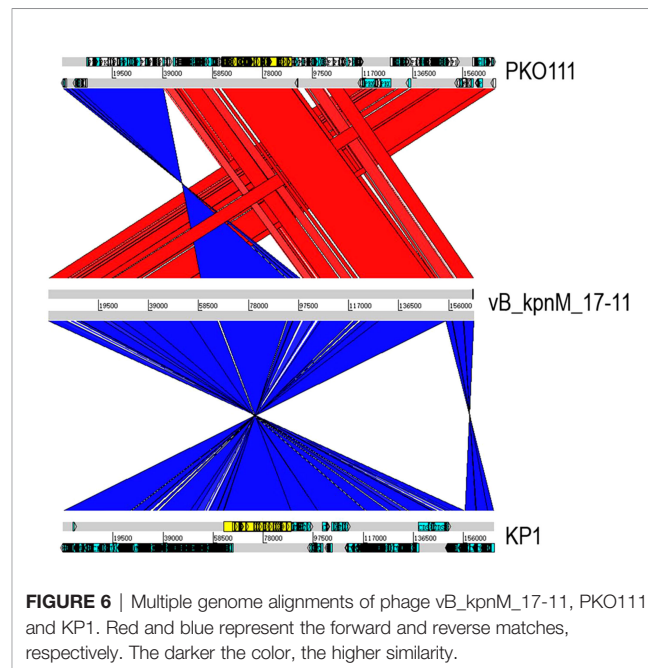 19500 39000 58500 78000 97500 117000 136500 156000
PKO111
19500 39000 58500 78000 97500 117000 136500 156000
vB_kpnM_17-11
19500 39000 58500 78000 97500 117000 136500 156000
KP1
FIGURE 6 | Multiple genome alignments of phage vB_kpnM_17-11, PKO111
and KP1. Red and blue represent the forward and reverse matches,
respectively. The darker the color, the higher similarity.